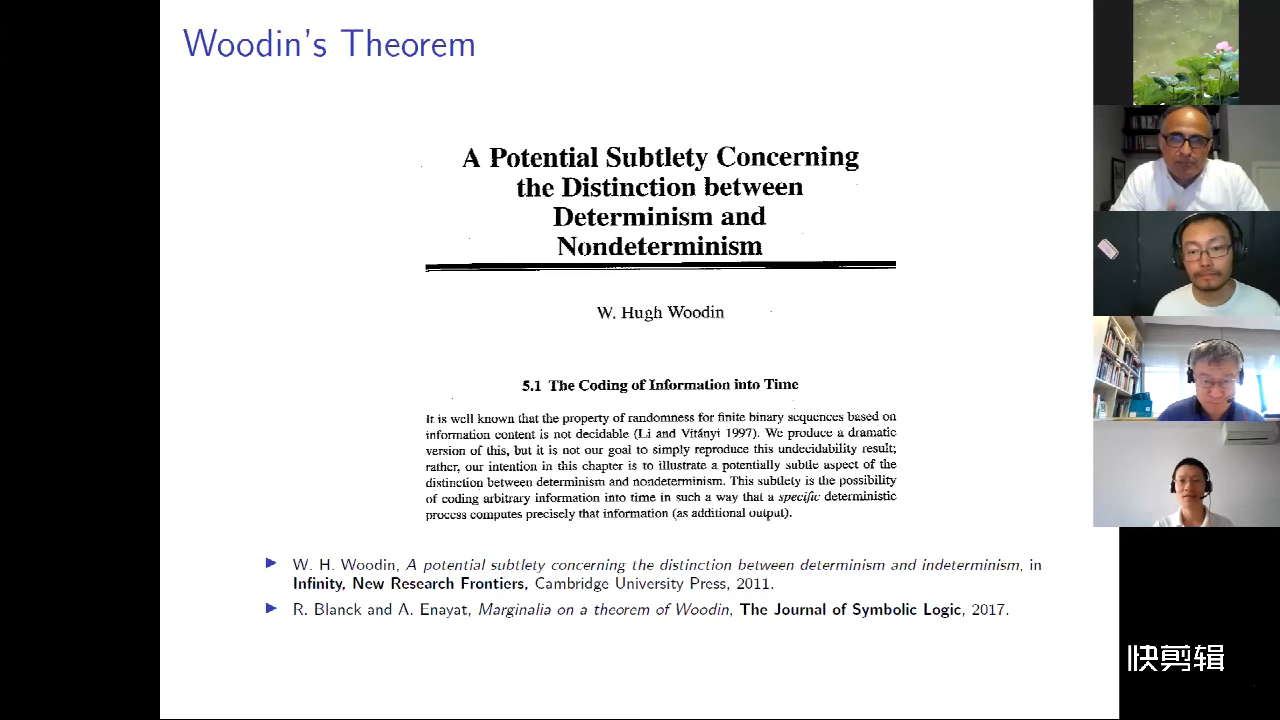 Woodin's Theorem
A Potential Subtlety Concerning
the Distinction between
Determinism and
Nondeterminism
W. Hugh Woodin
5.1 The Coding of Information into Time
It is well known that the property of randomness for finite binary sequences based on
information content is not decidable (Li and Vitányi 1997). We produce a dramatic
version of this, but it is not our goal to simply reproduce this undecidability result;
rather, our intention in this chapter is to illustrate a potentially subtle aspect of the
distinction between determinism and nondeterminism. This subtlety is the possibility
of coding arbitrary information into time in such a way that a specific deterministic
process computes precisely that information (as additional output).
▶ W. H. Woodin, A potential subtlety concerning the distinction between determinism and indeterminism, in
Infinity, New Research Frontiers, Cambridge University Press, 2011.
▶ R. Blanck and A. Enayat, Marginalia on a theorem of Woodin, The Journal of Symbolic Logic, 2017.
快剪辑